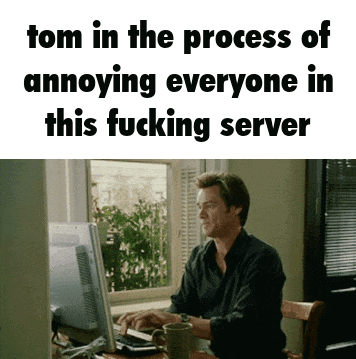 tom in the process of
annoying everyone in
this fucking server